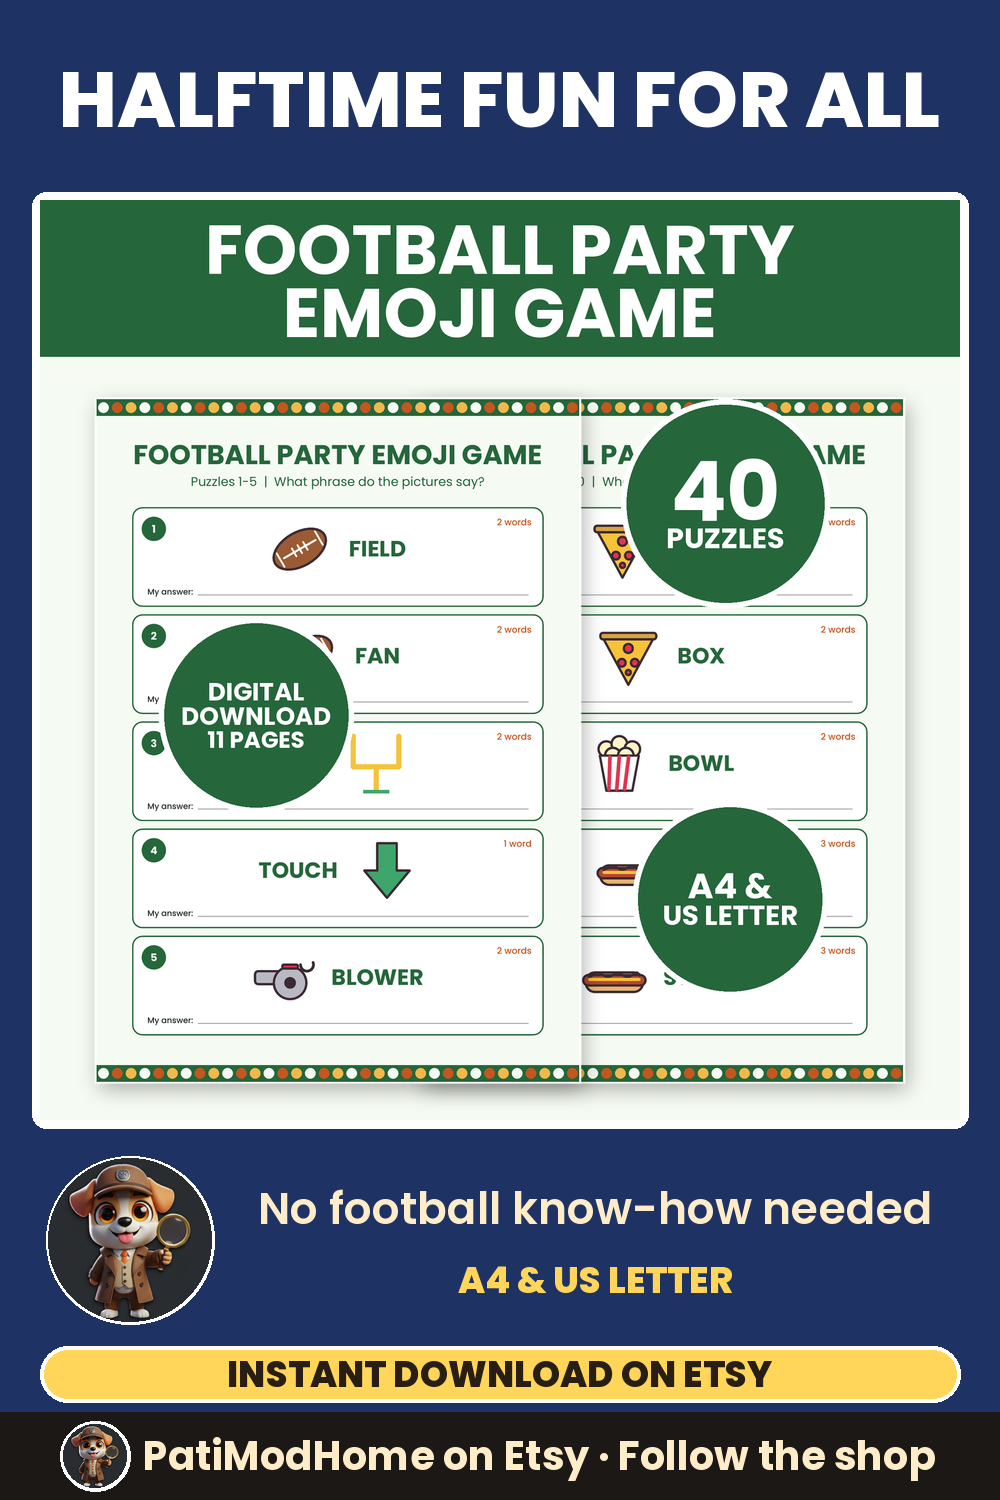 HALFTIME FUN FOR ALL
FOOTBALL PARTY
EMOJI GAME
FOOTBALL PARTY EMOJI GAME
Puzzles 1-5 | What phrase do the pictures say?
1
2 words
FIELD
My answer:
2
2 words
FAN
My
3
2 words
My answer:
4
1 word
TOUCH
My answer:
5
2 words
BLOWER
My answer:
GAME
words
2 words
BOX
2 words
BOWL
3 words
3 words
40
PUZZLES
DIGITAL
DOWNLOAD
11 PAGES
A4 &
US LETTER
No football know-how needed
A4 & US LETTER
INSTANT DOWNLOAD ON ETSY
PatiModHome on Etsy · Follow the shop